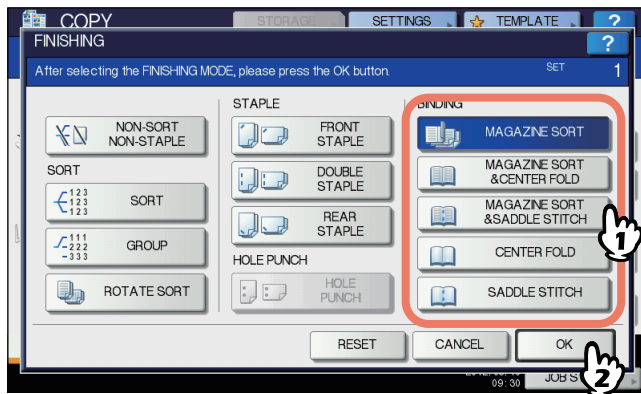 COPY
STORAGE
SETTINGS
TEMPLATE
?
FINISHING
?
After selecting the FINISHING MODE, please press the OK button.
SET 1
NON-SORT
NON-STAPLE
SORT
123
123
123
SORT
111
222
333
GROUP
ROTATE SORT
STAPLE
FRONT
STAPLE
DOUBLE
STAPLE
REAR
STAPLE
HOLE PUNCH
HOLE
PUNCH
BINDING
MAGAZINE SORT
MAGAZINE SORT
&CENTER FOLD
MAGAZINE SORT
&SADDLE STITCH
1
CENTER FOLD
SADDLE STITCH
RESET
CANCEL
OK
2
09:30
JOB S